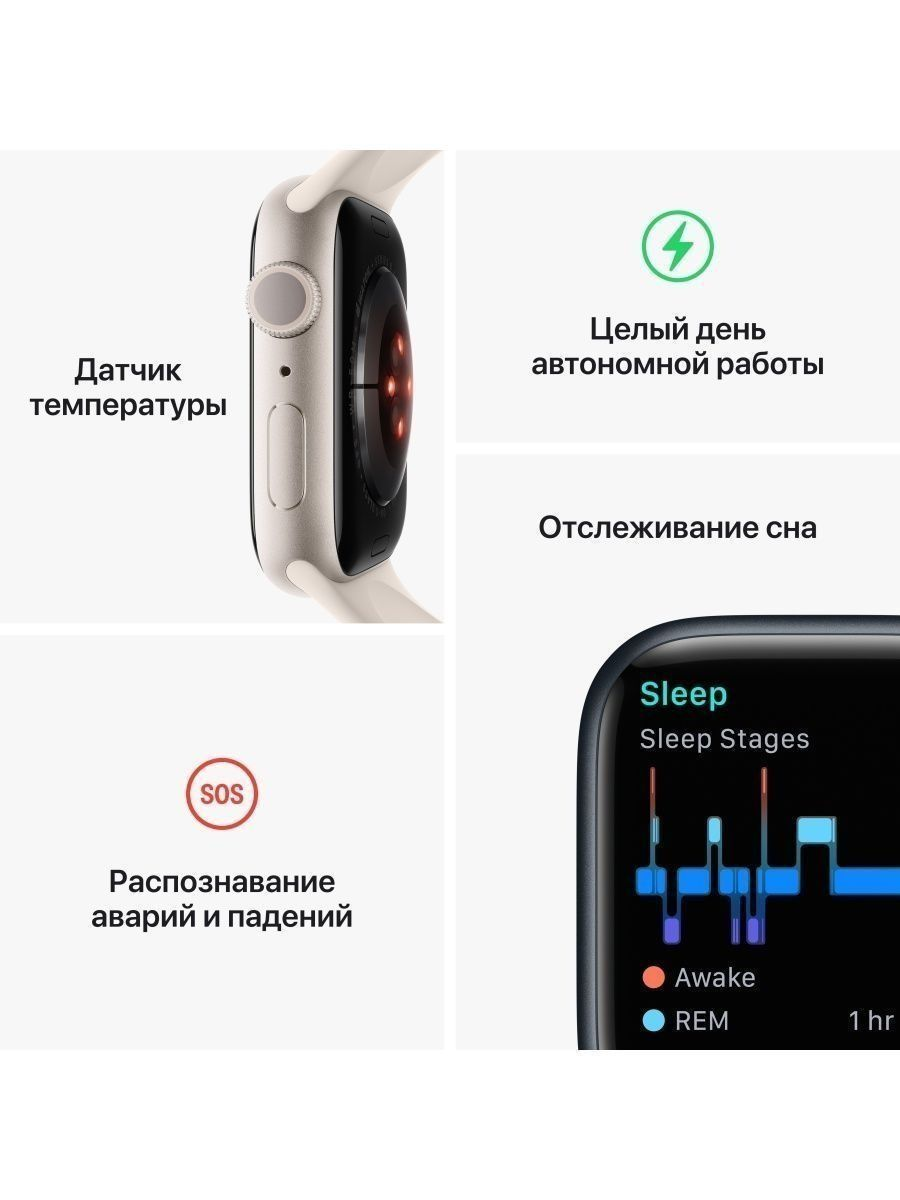 Датчик
температуры
Целый день
автономной работы
Отслеживание сна
Sleep
Sleep Stages
Awake
REM 1 hr
SOS
Распознавание
аварий и падений